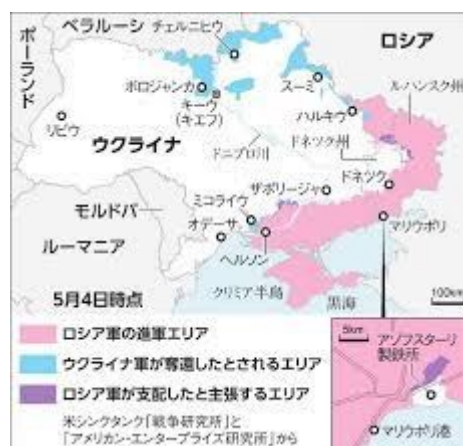 ポーランド
ベラルーシ
チェルニヒウ
ロシア
ボロジャンカ
スーミ
ルハンスク州
キーウ
(キエフ)
ハルキウ
リビウ
ウクライナ
ドニプロ川
ドネツク州
ザポリージャ
ドネツク
ミコライウ
モルドバ
オデーサ
マリウポリ
ルーマニア
ヘルソン
5月4日時点
クリミア半島
黒海
100km
ロシア軍の進軍エリア
ウクライナ軍が奪還したとされるエリア
ロシア軍が支配したと主張するエリア
米シンクタンク「戦争研究所」と
「アメリカン・エンタープライズ研究所」から
5km
アゾフスターリ
製鉄所
マリウポリ港